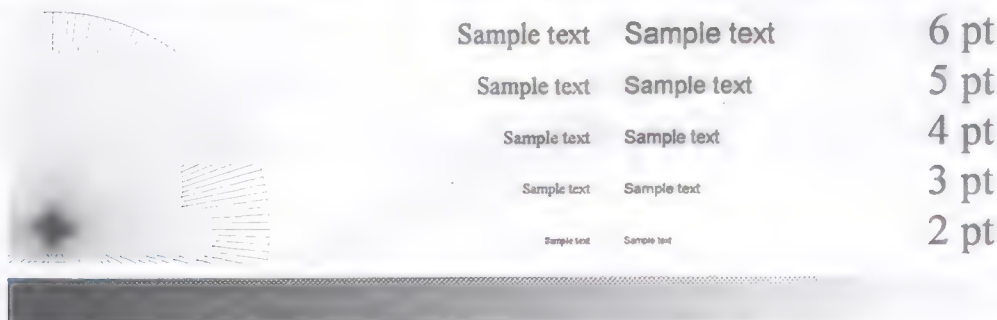 Sample text Sample text 6 pt
Sample text Sample text 5 pt
Sample text Sample text 4 pt
Sample text Sample text 3 pt
Sample text Sample text 2 pt